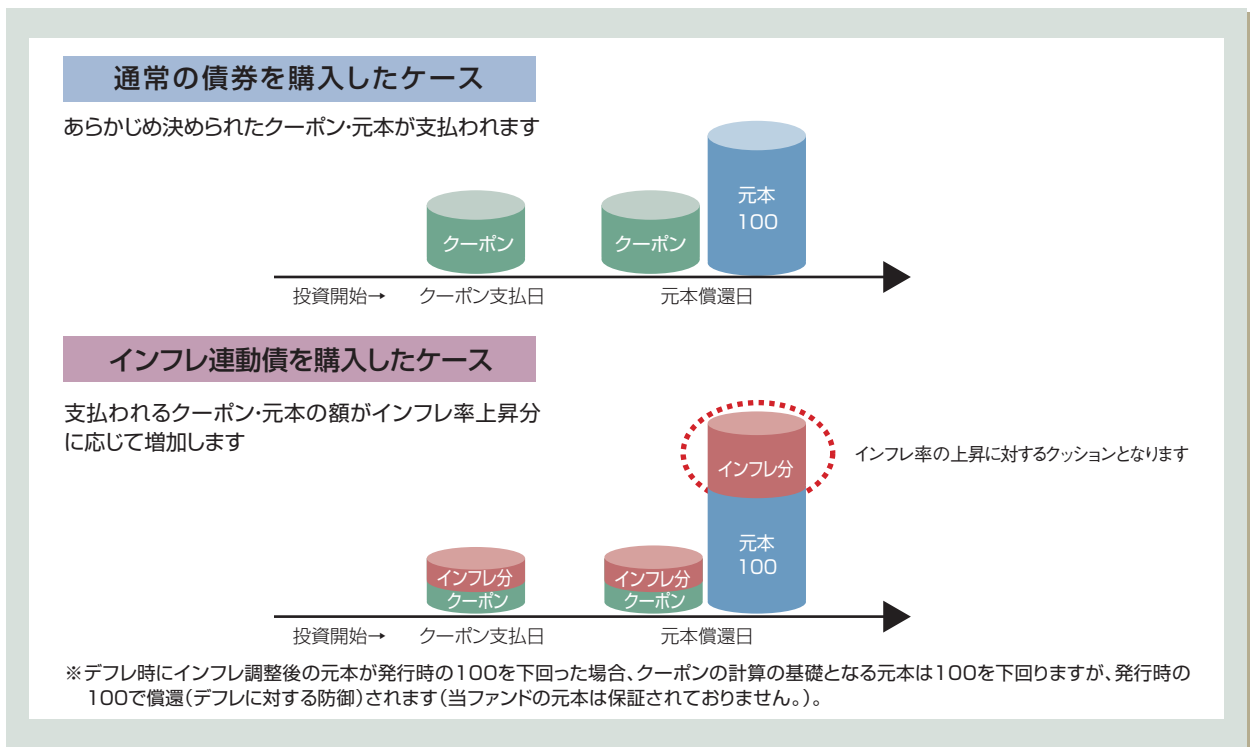 通常の債券を購入したケース
あらかじめ決められたクーポン・元本が支払われます
元本
100
クーポン
クーポン
投資開始→
クーポン支払日
元本償還日
インフレ連動債を購入したケース
支払われるクーポン・元本の額がインフレ率上昇分
に応じて増加します
インフレ率の上昇に対するクッションとなります
インフレ分
元本
100
インフレ分
クーポン
インフレ分
クーポン
投資開始→
クーポン支払日
元本償還日
※デフレ時にインフレ調整後の元本が発行時の100を下回った場合、クーポンの計算の基礎となる元本は100を下回りますが、発行時の
100で償還(デフレに対する防御)されます(当ファンドの元本は保証されておりません。)。